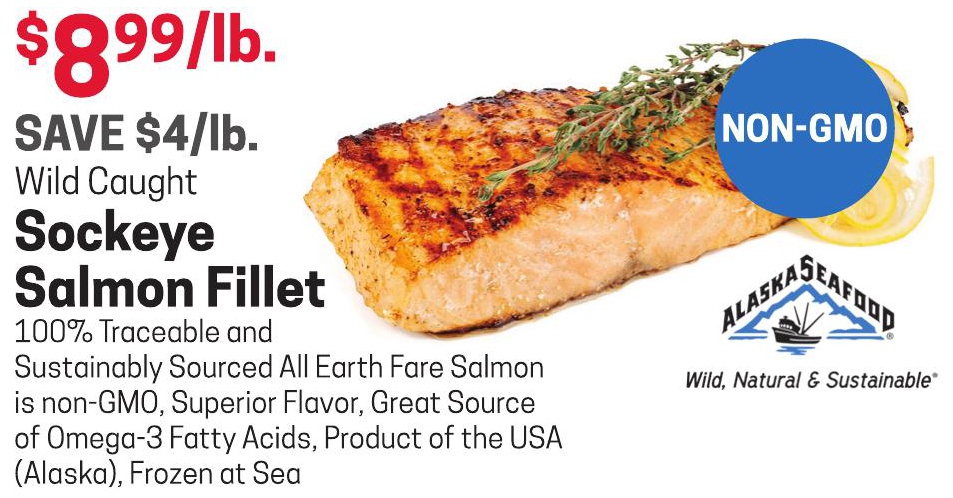 $8.99/lb.
SAVE $4/lb.
Wild Caught
Sockeye
Salmon Fillet
100% Traceable and
Sustainably Sourced All Earth Fare Salmon
is non-GMO, Superior Flavor, Great Source
of Omega-3 Fatty Acids, Product of the USA
(Alaska), Frozen at Sea
NON-GMO
ALASKA SEAFOOD®
Wild, Natural & Sustainable®